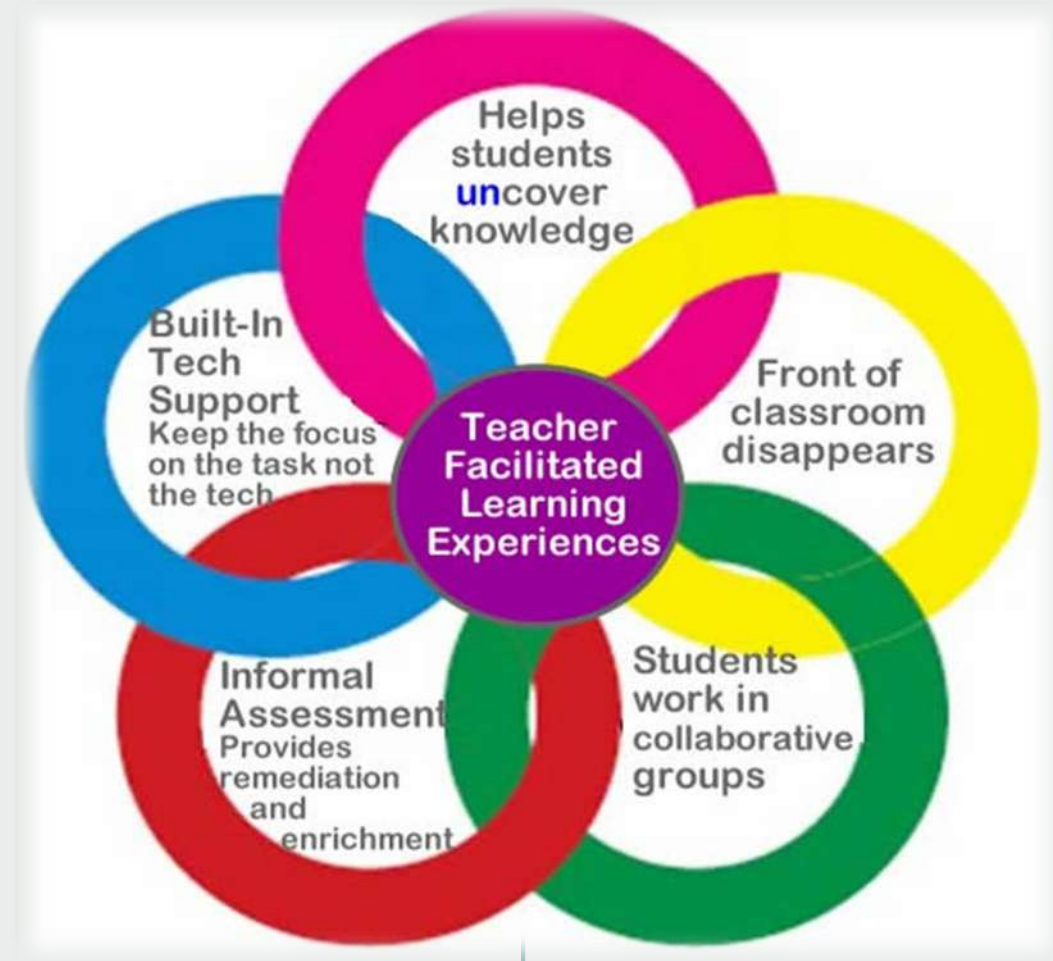 Helps
students
uncover
knowledge
Built-In
Tech
Support
Keep the focus
on the task not
the tech
Teacher
Facilitated
Learning
Experiences
Front of
classroom
disappears
Informal
Assessment
Provides
remediation
and
enrichment
Students
work in
collaborative
groups